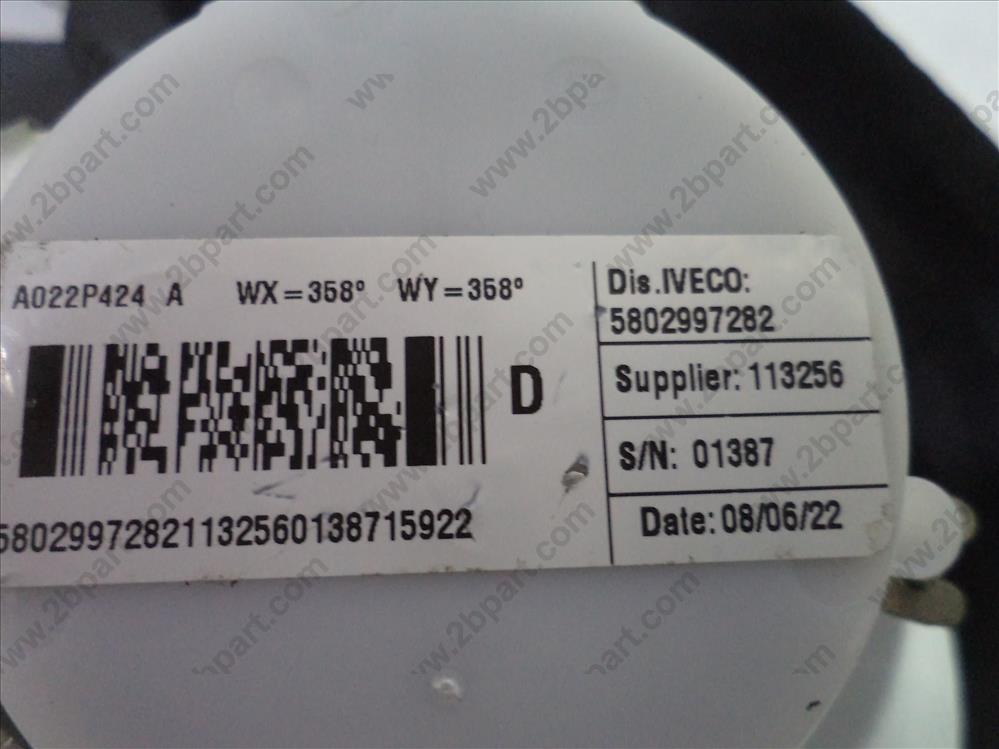 A022P424 A WX=358° WY=358°
D
5802997282113256013871592​2
Dis.IVECO:
5802997282
Supplier: 113256
S/N: 01387
Date: 08/06/22
www.2bpart.com